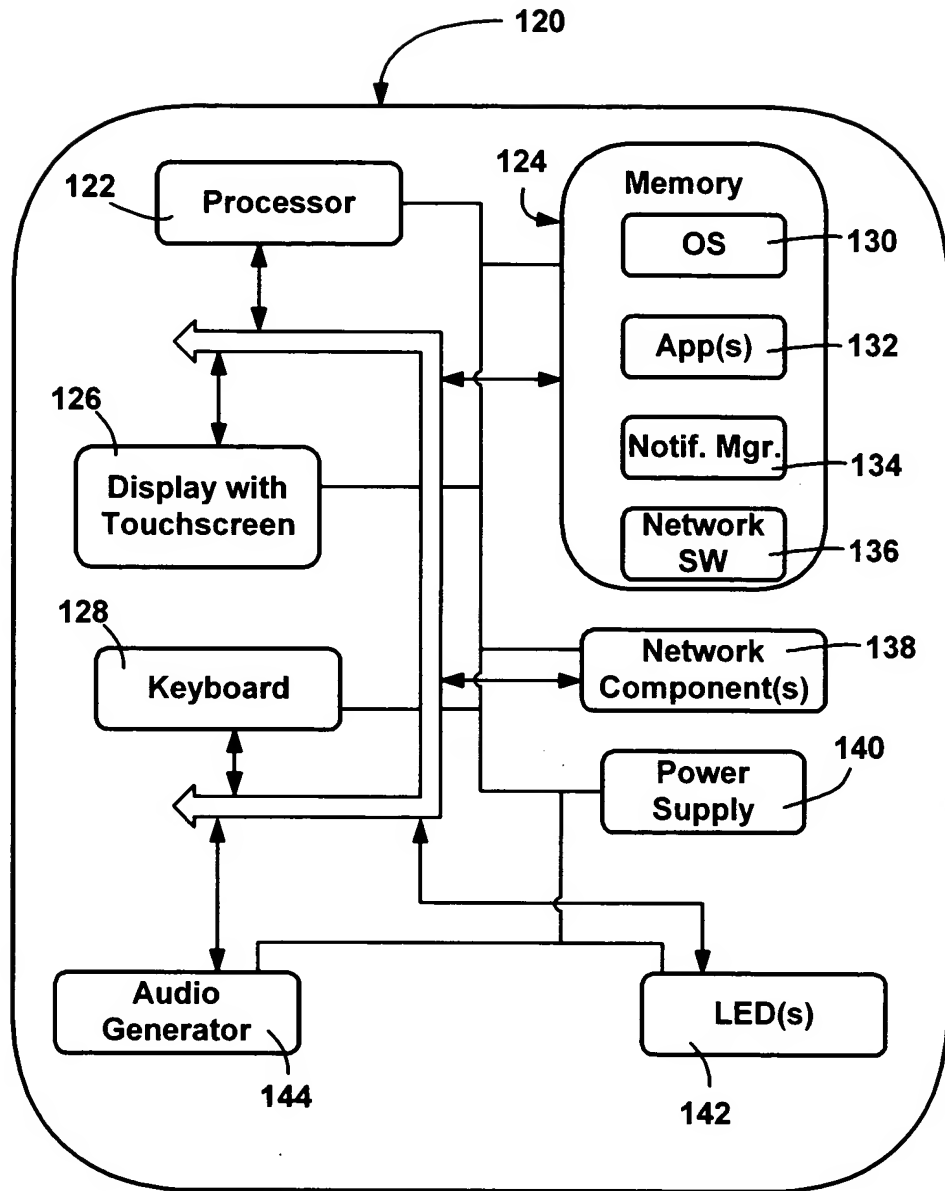 120
124
Memory
122
Processor
OS
130
App(s)
132
126
Notif. Mgr.
134
Display with
Touchscreen
Network
SW
136
128
Network
Component(s)
138
Keyboard
Power
Supply
140
Audio
Generator
144
LED(s)
142